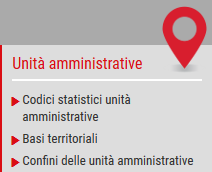 Unità amministrative
Codici statistici unità
amministrative
Basi territoriali
Confini delle unità amministrative